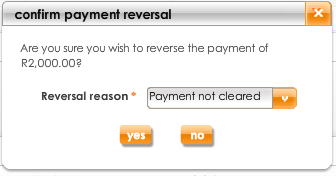 confirm payment reversal
Are you sure you wish to reverse the payment of
R2,000.00?
Reversal reason * Payment not cleared
yes no